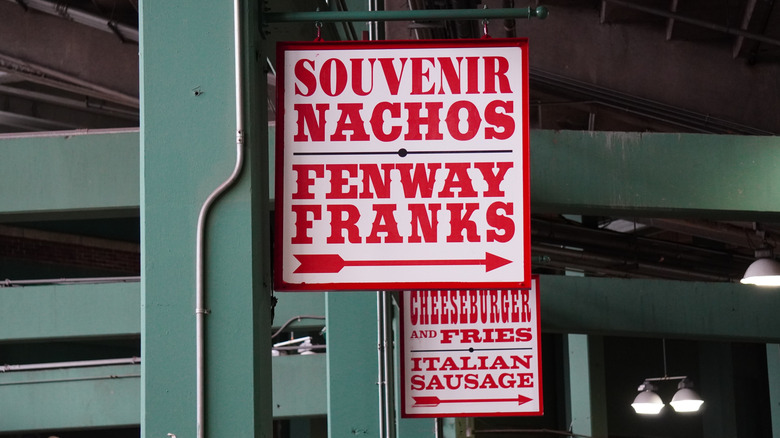 SOUVENIR
NACHOS
FENWAY
FRANKS
CHEESEBURGER
AND FRIES
ITALIAN
SAUSAGE